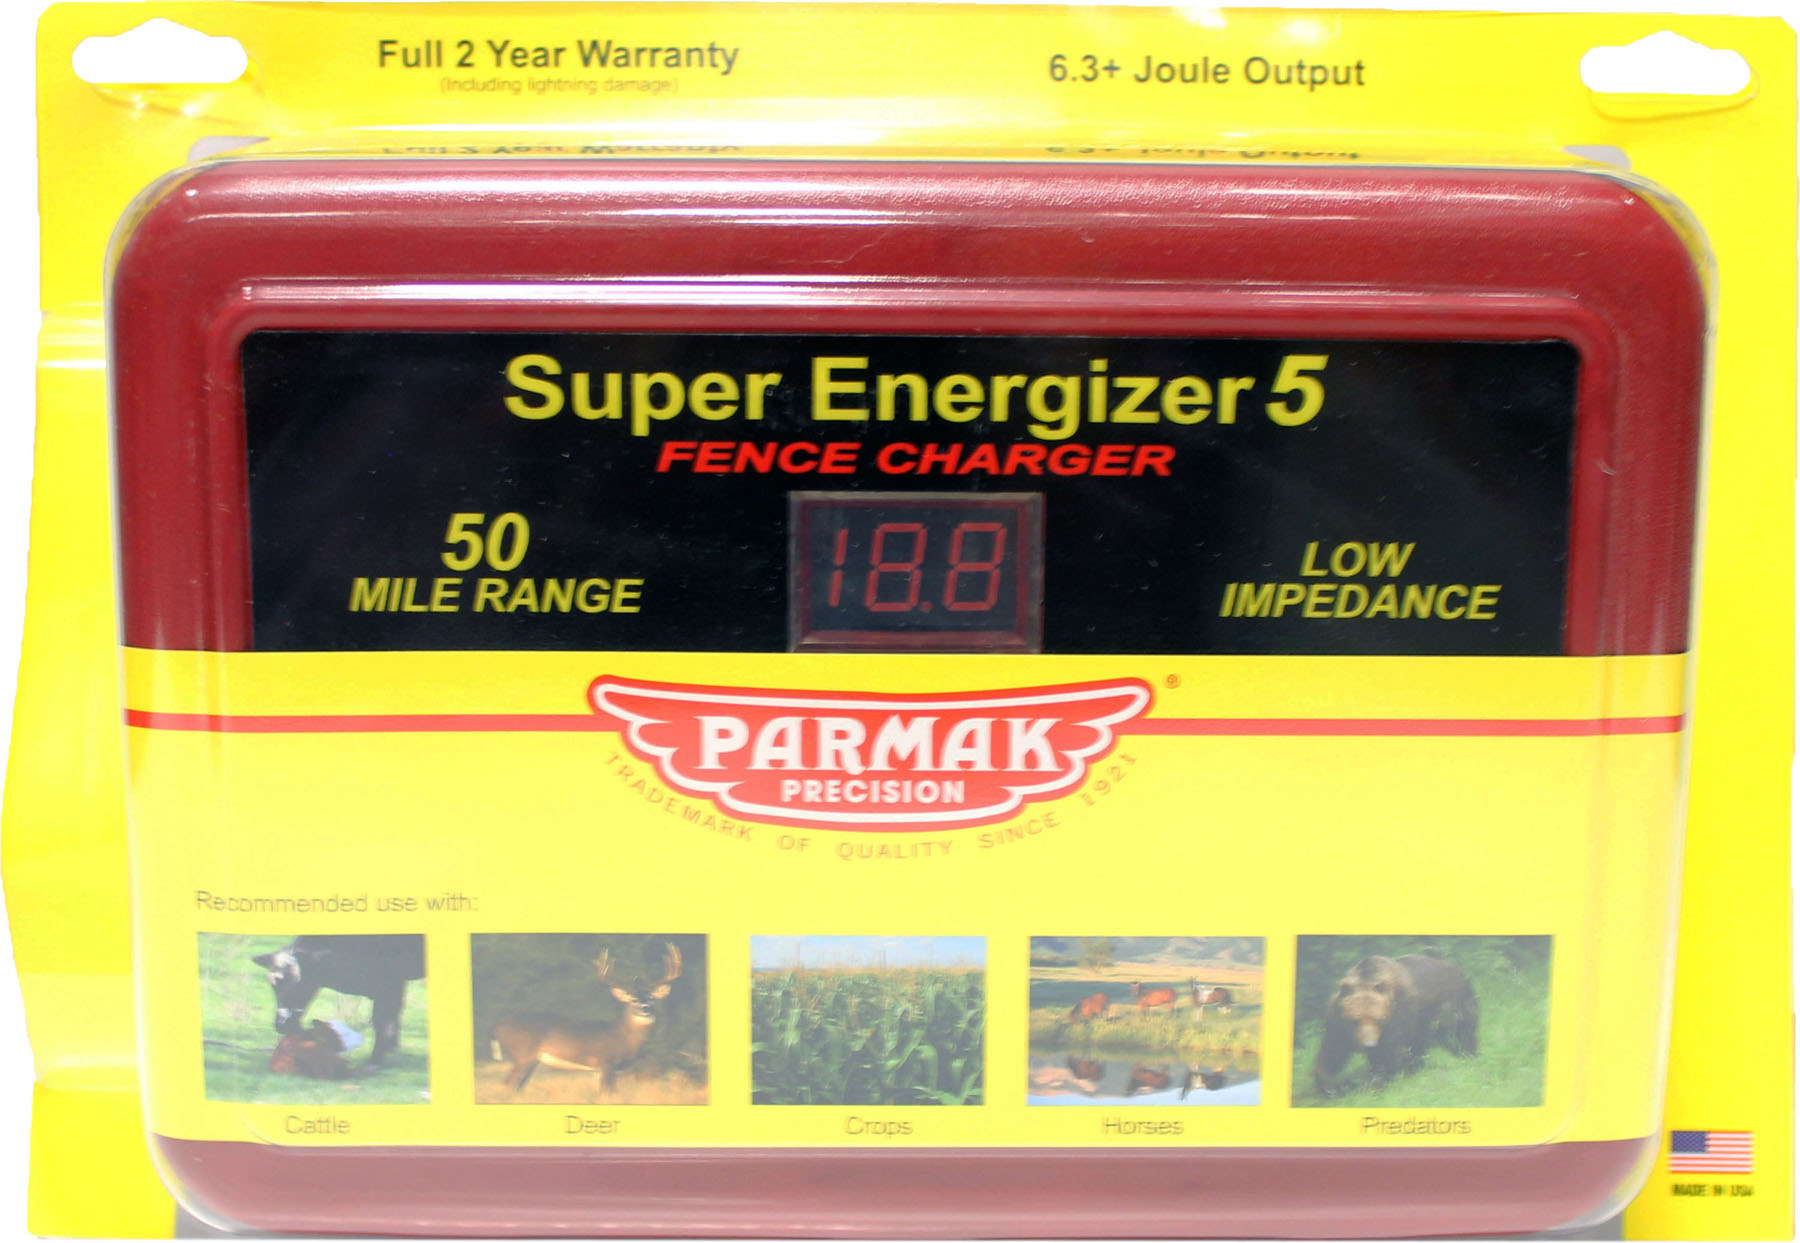 Full 2 Year Warranty
(Including lightning damage)
6.3+ Joule Output
Super Energizer 5
FENCE CHARGER
50
MILE RANGE
18.8
LOW
IMPEDANCE
PARMAK
®
PRECISION
TRADEMARK OF QUALITY SINCE 1921
Recommended use with:
Cattle
Deer
Crops
Horses
Predators
MADE IN USA